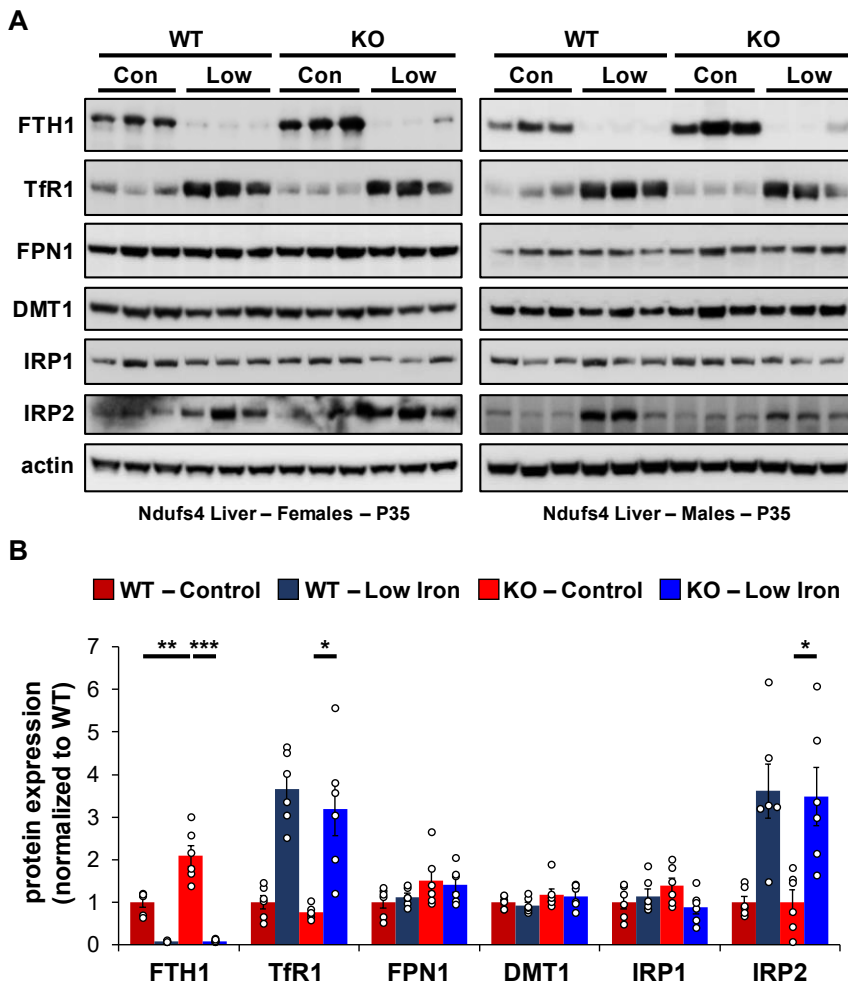 A
WT KO WT KO
Con Low Con Low Con Low Con Low
FTH1
TfR1
FPN1
DMT1
IRP1
IRP2
actin
Ndufs4 Liver – Females – P35 Ndufs4 Liver – Males – P35
B
WT – Control WT – Low Iron KO – Control KO – Low Iron
protein expression
(normalized to WT)
7
6
5
4
3
2
1
0
** *** * *
FTH1 TfR1 FPN1 DMT1 IRP1 IRP2